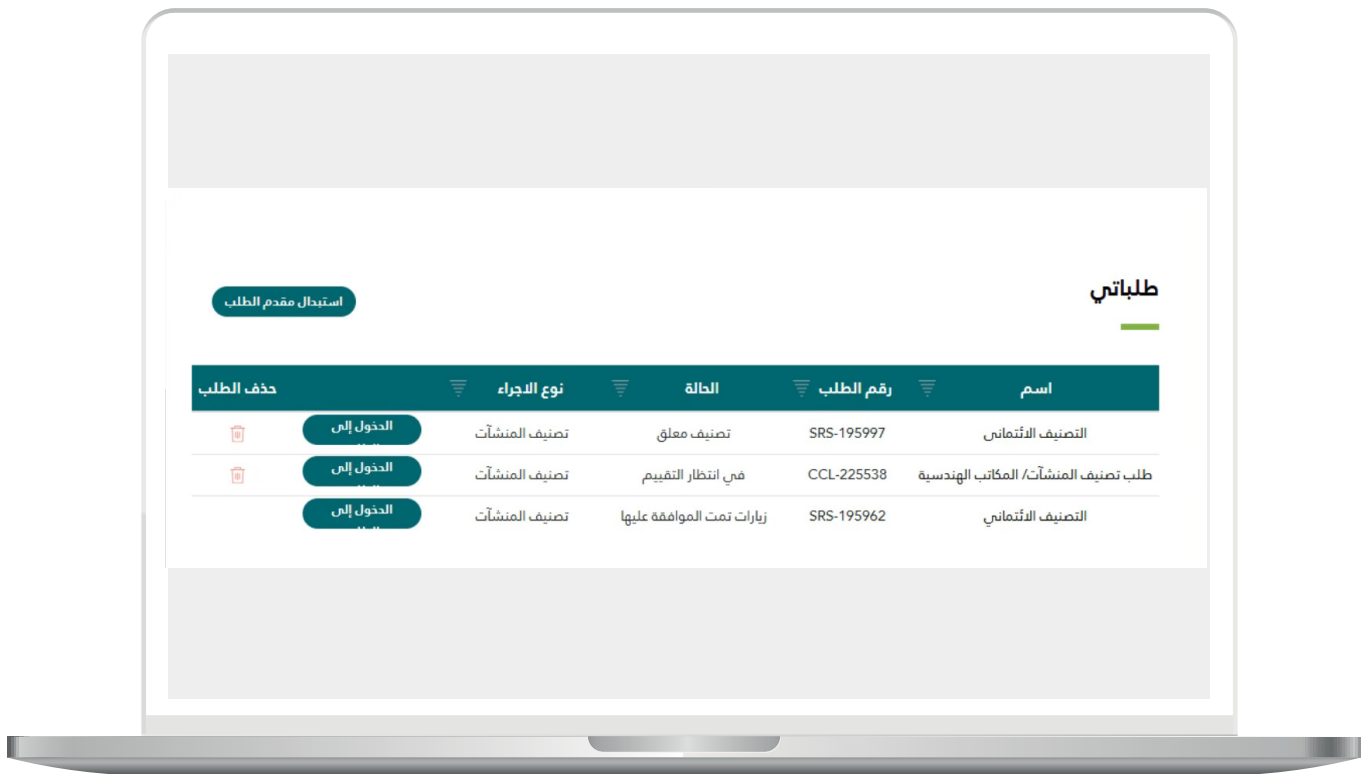 طلباتي
استبدال مقدم الطلب
اسم رقم الطلب الحالة نوع الاجراء حذف الطلب
التصنيف الائتماني SRS-195997 تصنيف معلق تصنيف المنشآت الدخول إلى
طلب تصنيف المنشآت/ المكاتب الهندسية CCL-225538 في انتظار التقييم تصنيف المنشآت الدخول إلى
التصنيف الائتماني SRS-195962 زيارات تمت الموافقة عليها تصنيف المنشآت الدخول إلى